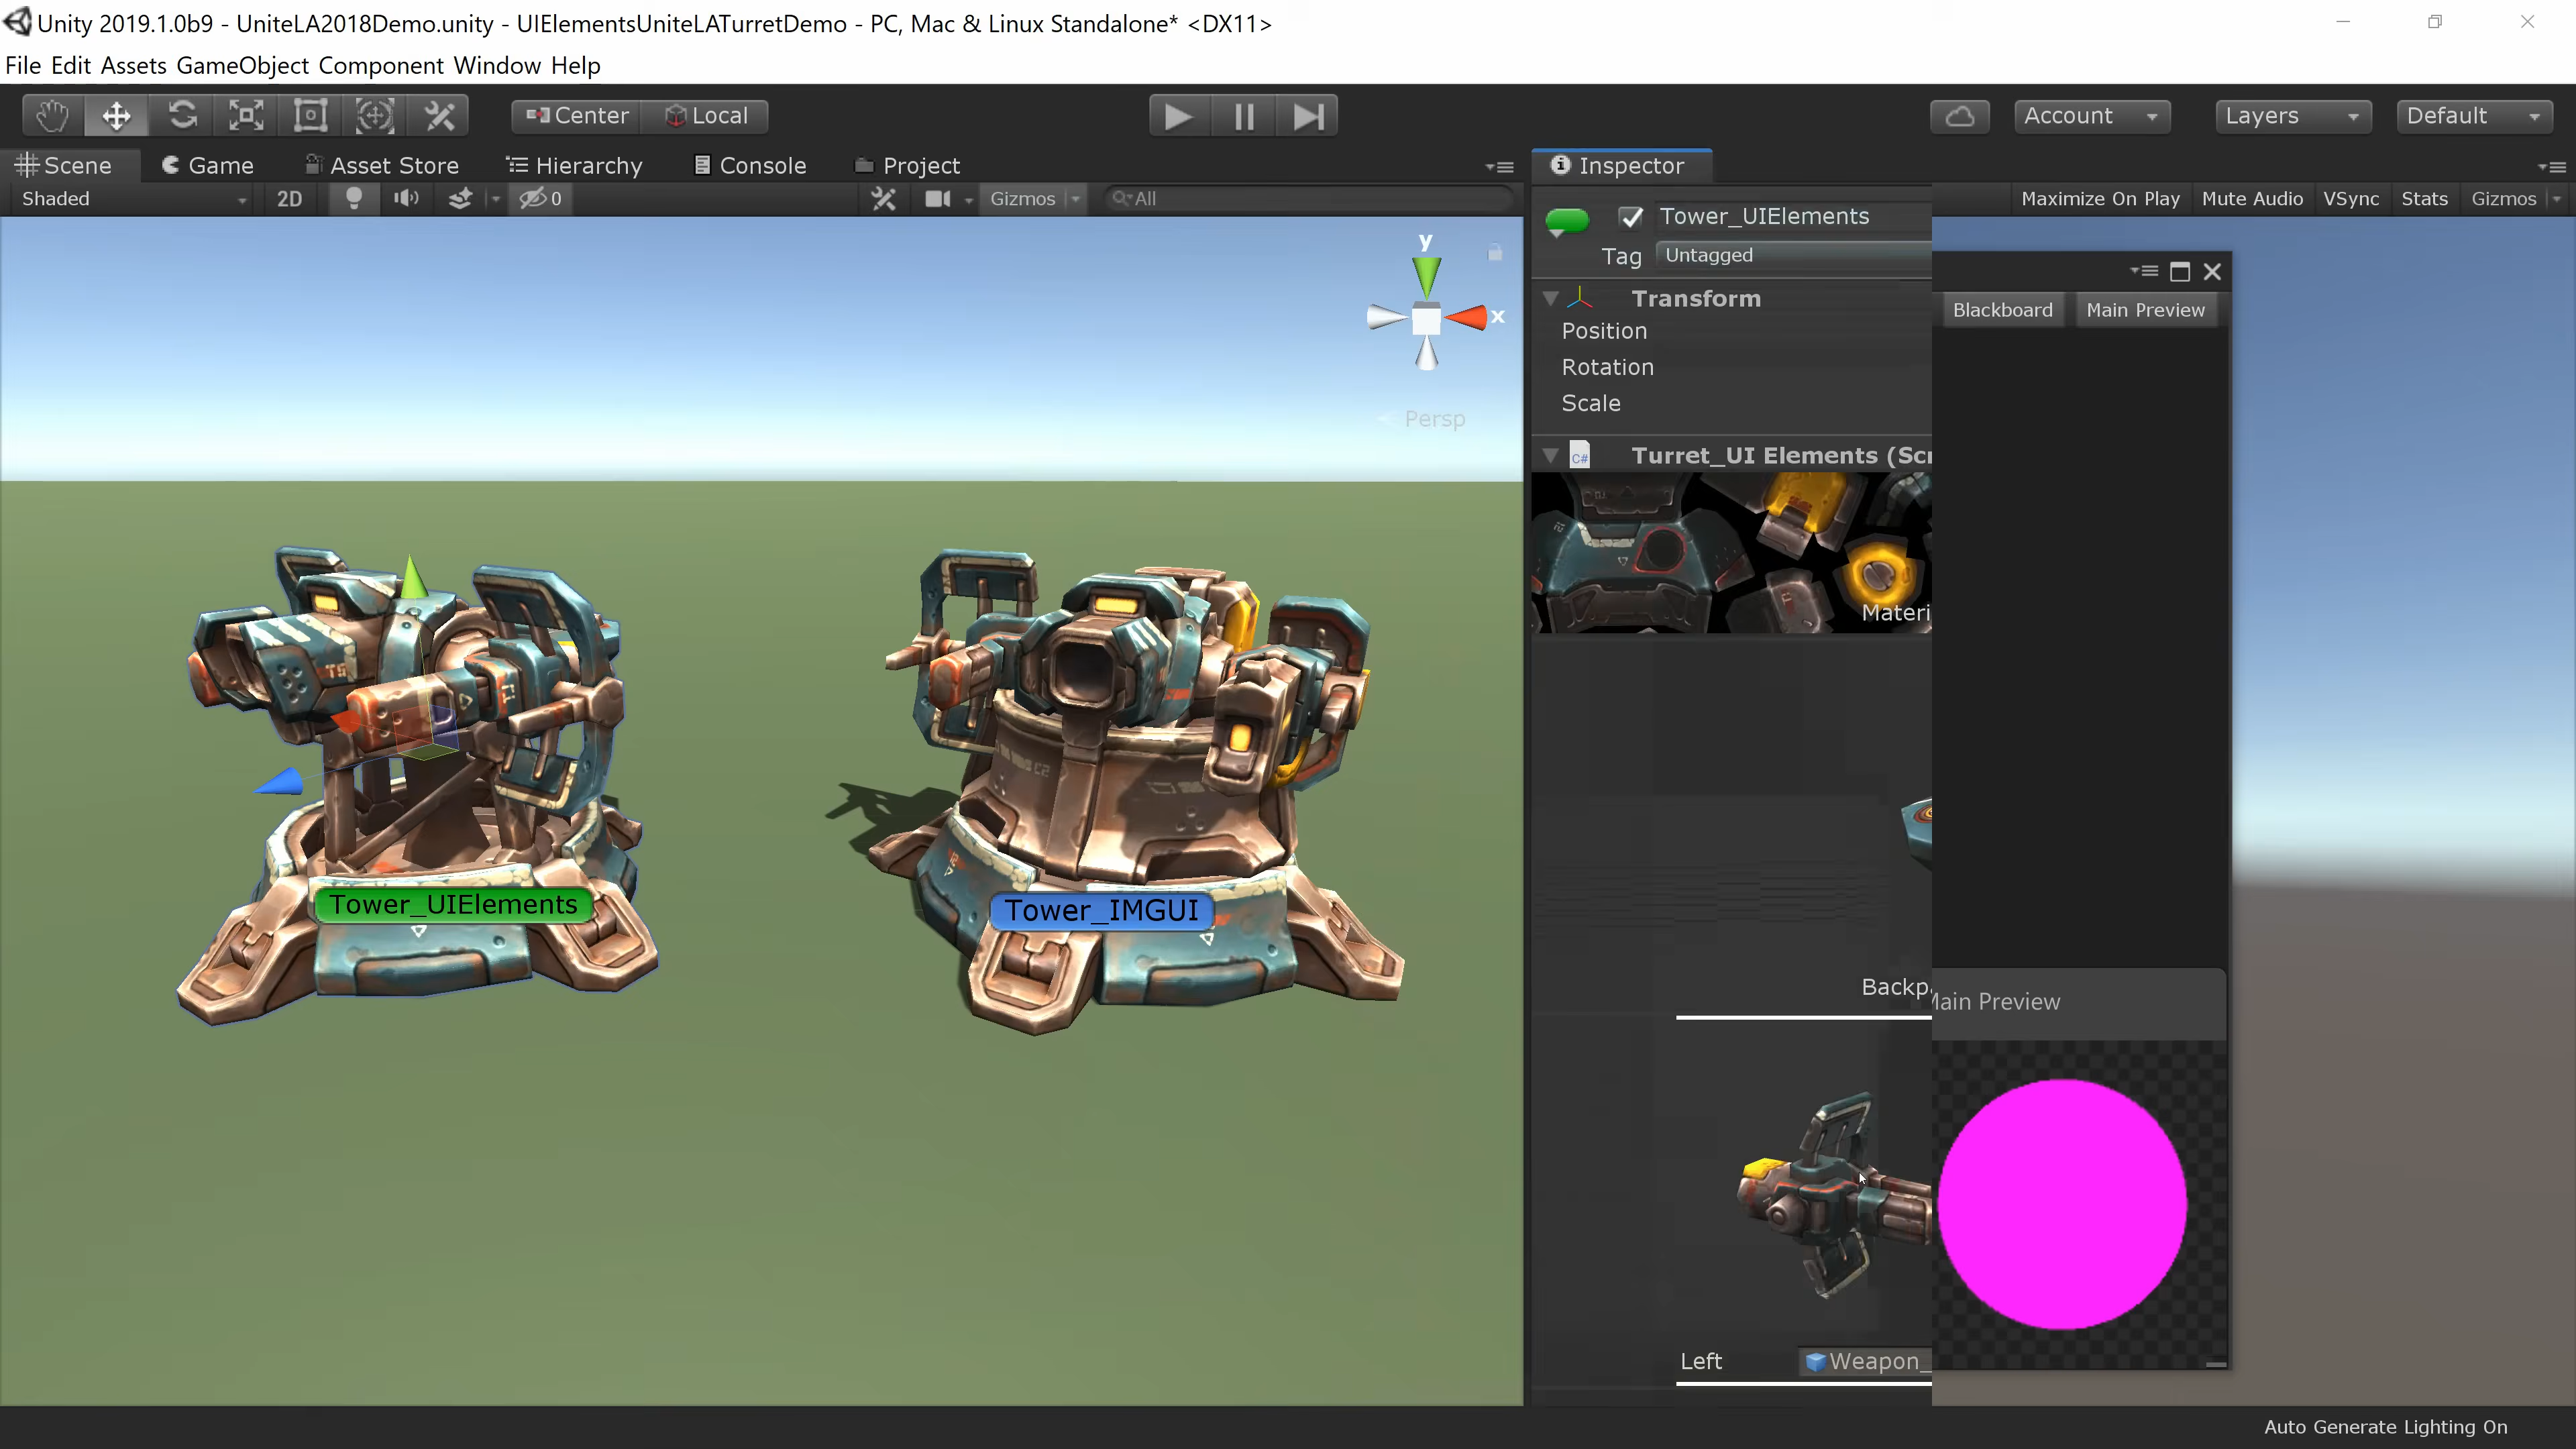 Unity 2019.1.0b9 - UniteLA2018Demo.unity - UIElementsUniteLATurretDemo - PC, Mac & Linux Standalone* <DX11>
File Edit Assets GameObject Component Window Help
Center Local Account Layers Default
Scene Game Asset Store Hierarchy Console Project Inspector
Shaded 2D 0 Gizmos All Maximize On Play Mute Audio VSync Stats Gizmos
Tower_UIElements
Tag Untagged
Transform
Position
Rotation
Scale
Blackboard Main Preview
y
x
Persp
Turret_UI Elements (Scr
Materi
Tower_UIElements
Tower_IMGUI
Backpa
Main Preview
Left Weapon_
Auto Generate Lighting On